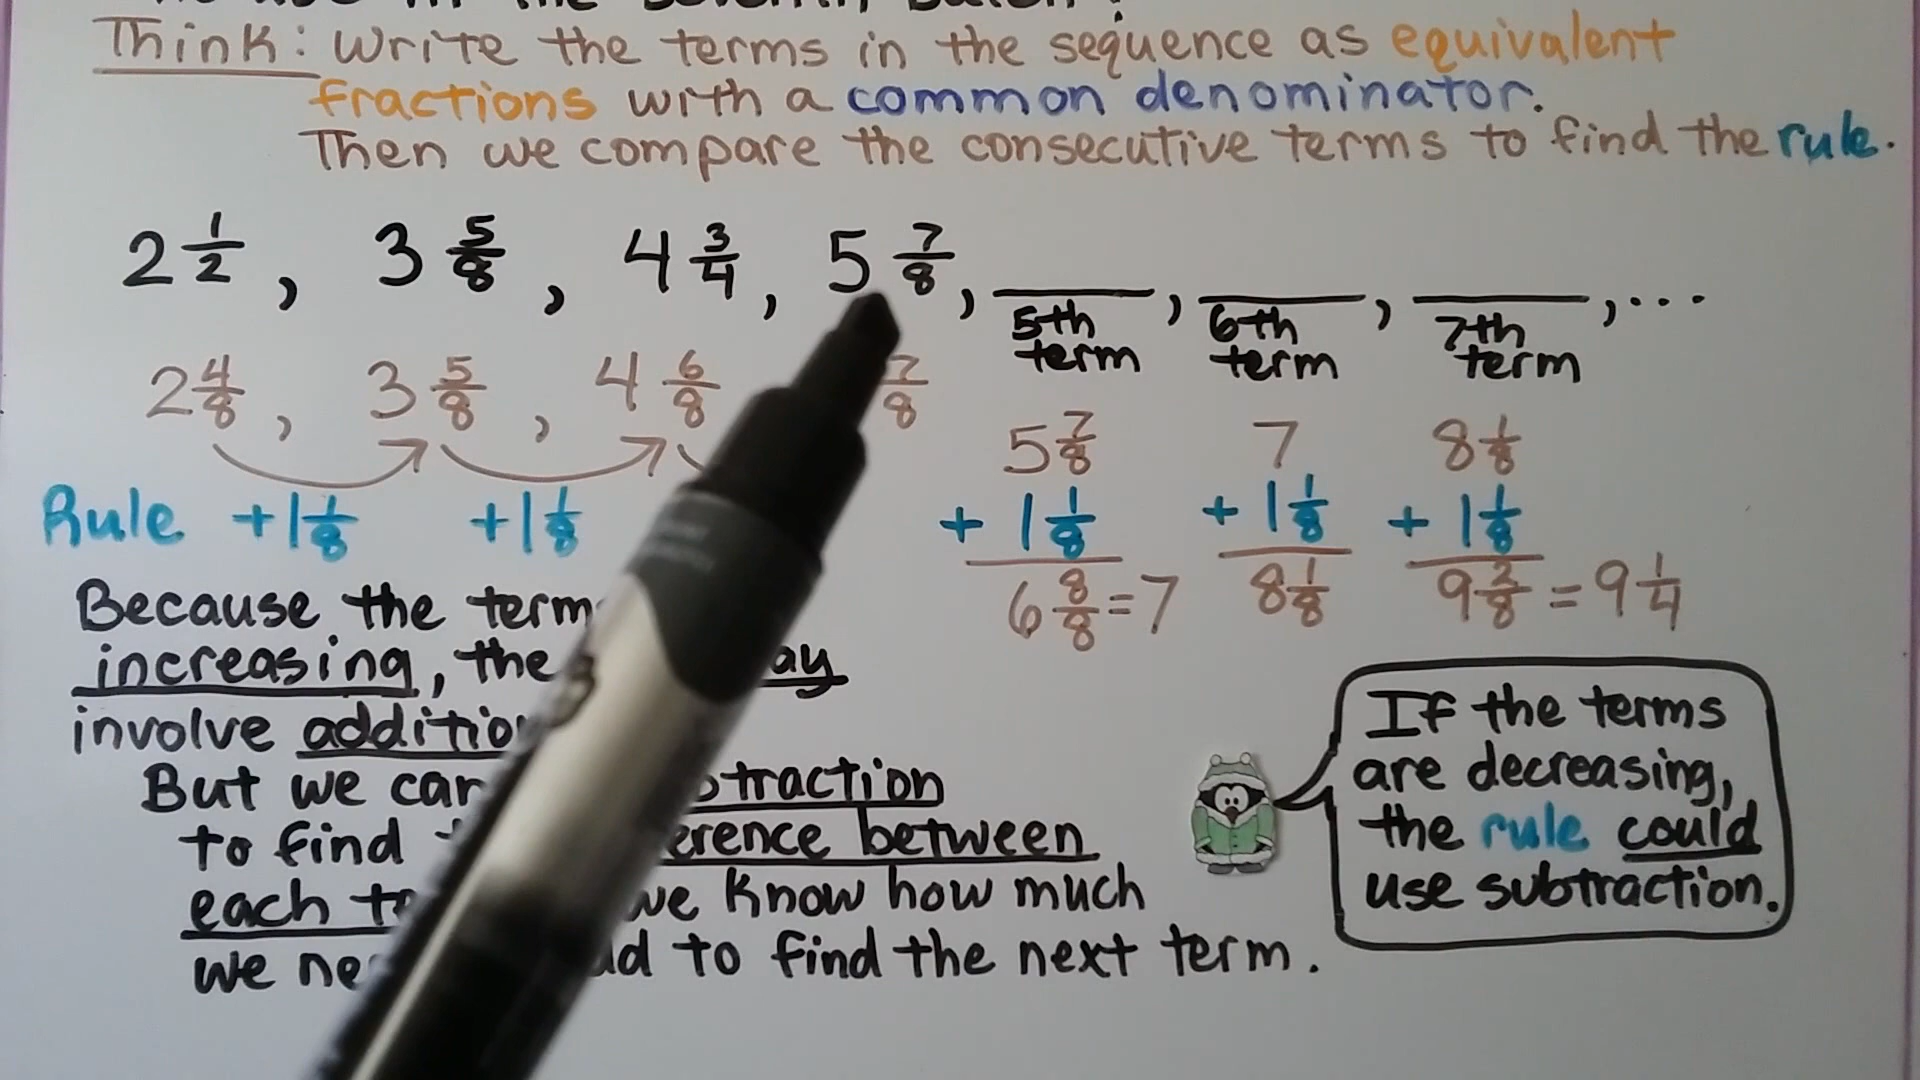 Think: Write the terms in the sequence as equivalent
fractions with a common denominator.
Then we compare the consecutive terms to find the rule.
2 1/2, 3 5/8, 4 3/4, 5 7/8, ____, ____, ____, ...
5th term 6th term 7th term
2 4/8, 3 5/8, 4 6/8 7/8
5 7/8 7 8 1/8
Rule +1 1/8 +1 1/8 + 1 1/8 + 1 1/8 + 1 1/8
6 8/8 = 7 8 1/8 9 2/8 = 9 1/4
Because the term
increasing, the
involve
But we
to find between
each we know how much
we to find the next term.
If the terms
are decreasing,
the rule could
use subtraction.